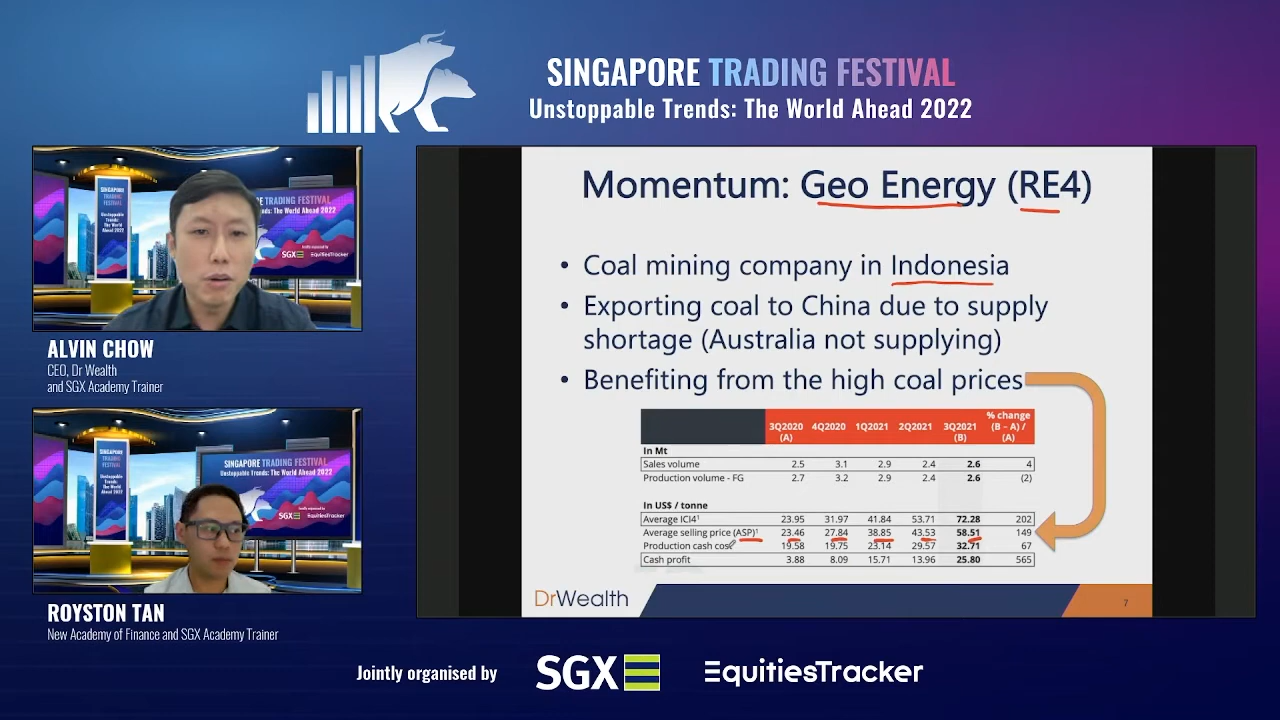 SINGAPORE TRADING FESTIVAL
Unstoppable Trends: The World Ahead 2022
ALVIN CHOW
CEO, Dr Wealth
and SGX Academy Trainer
ROYSTON TAN
New Academy of Finance and SGX Academy Trainer
Momentum: Geo Energy (RE4)
• Coal mining company in Indonesia
• Exporting coal to China due to supply
shortage (Australia not supplying)
• Benefiting from the high coal prices
3Q2020 (A) 4Q2020 1Q2021 2Q2021 3Q2021 (B) % change (B – A) / (A)
In Mt
Sales volume 2.5 3.1 2.9 2.4 2.6 4
Production volume - FG 2.7 3.2 2.9 2.4 2.6 (2)
In US$ / tonne
Average ICI4¹ 23.95 31.97 41.84 53.71 72.28 202
Average selling price (ASP)¹ 23.46 27.84 38.85 43.53 58.51 149
Production cash cost 19.58 19.75 23.14 29.57 32.71 67
Cash profit 3.88 8.09 15.71 13.96 25.80 565
DrWealth
7
Jointly organised by
SGX
EquitiesTracker